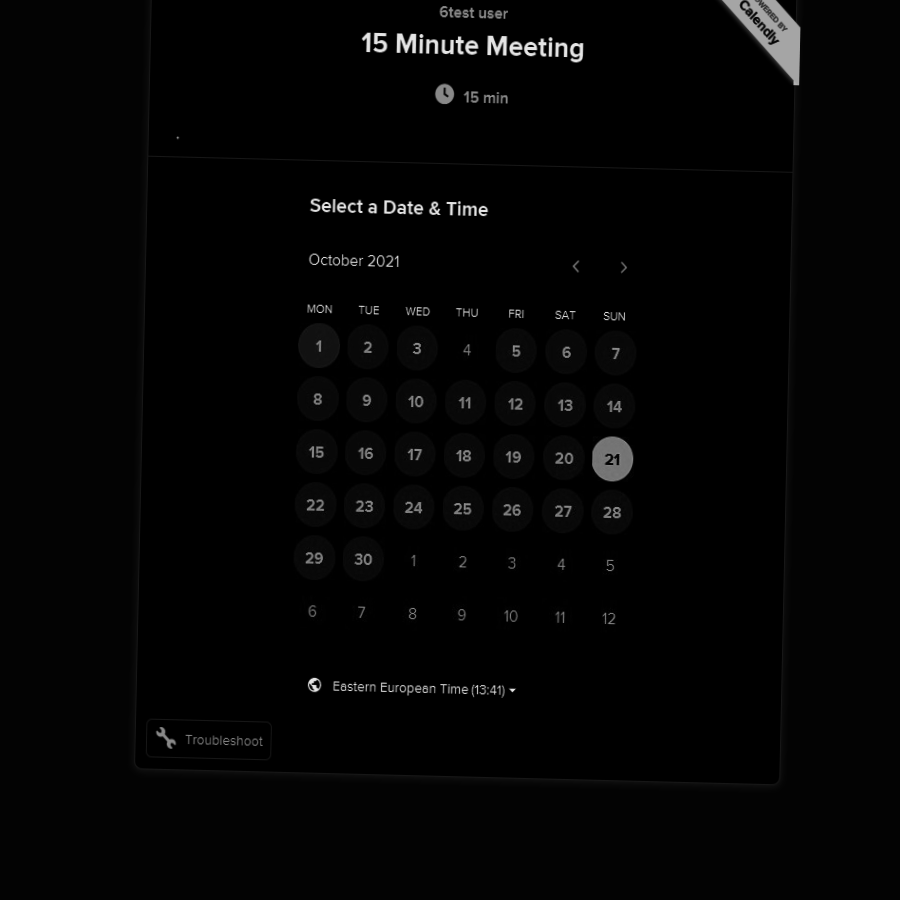 6test user
15 Minute Meeting
15 min
POWERED BY
Calendly
Select a Date & Time
October 2021
MON TUE WED THU FRI SAT SUN
1 2 3 4 5 6 7
8 9 10 11 12 13 14
15 16 17 18 19 20 21
22 23 24 25 26 27 28
29 30 1 2 3 4 5
6 7 8 9 10 11 12
Eastern European Time (13:41)
Troubleshoot